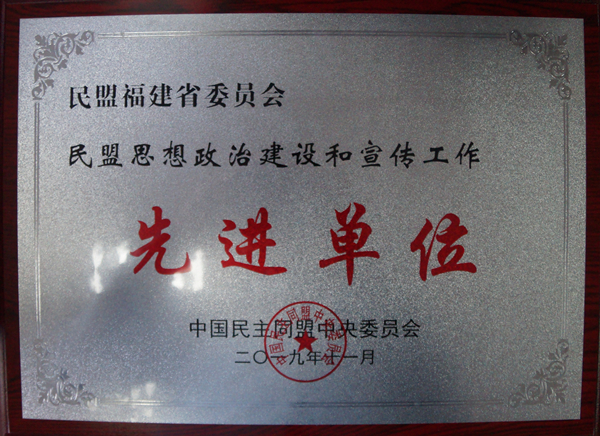 民盟福建省委员会
民盟思想政治建设和宣传工作
先进单位
中国民主同盟中央委员会
二〇一九年十一月